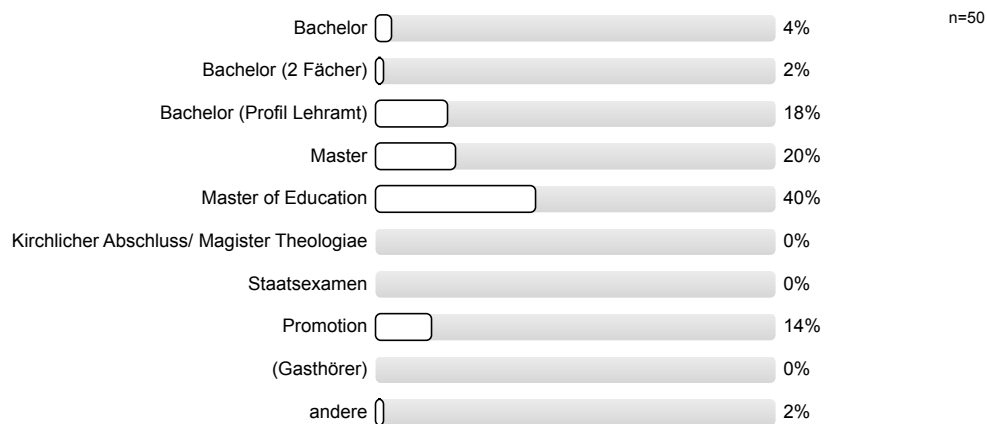 n=50
Bachelor 4%
Bachelor (2 Fächer) 2%
Bachelor (Profil Lehramt) 18%
Master 20%
Master of Education 40%
Kirchlicher Abschluss/ Magister Theologiae 0%
Staatsexamen 0%
Promotion 14%
(Gasthörer) 0%
andere 2%